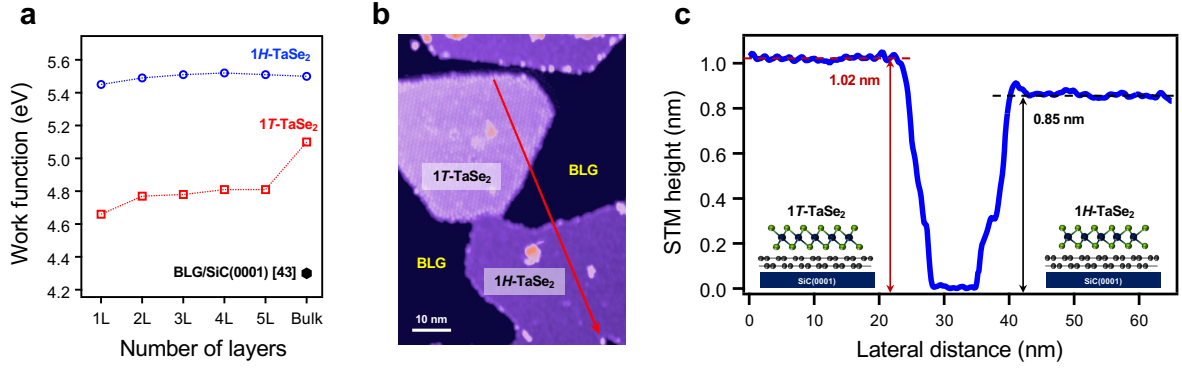 a
Work function (eV)
5.6
5.4
5.2
5.0
4.8
4.6
4.4
4.2
1H-TaSe₂
1T-TaSe₂
BLG/SiC(0001) [43]
1L 2L 3L 4L 5L Bulk
Number of layers
b
1T-TaSe₂
BLG
BLG
1H-TaSe₂
10 nm
c
STM height (nm)
1.0
0.8
0.6
0.4
0.2
0.0
1.02 nm
0.85 nm
1T-TaSe₂
SiC(0001)
1H-TaSe₂
SiC(0001)
0 10 20 30 40 50 60
Lateral distance (nm)